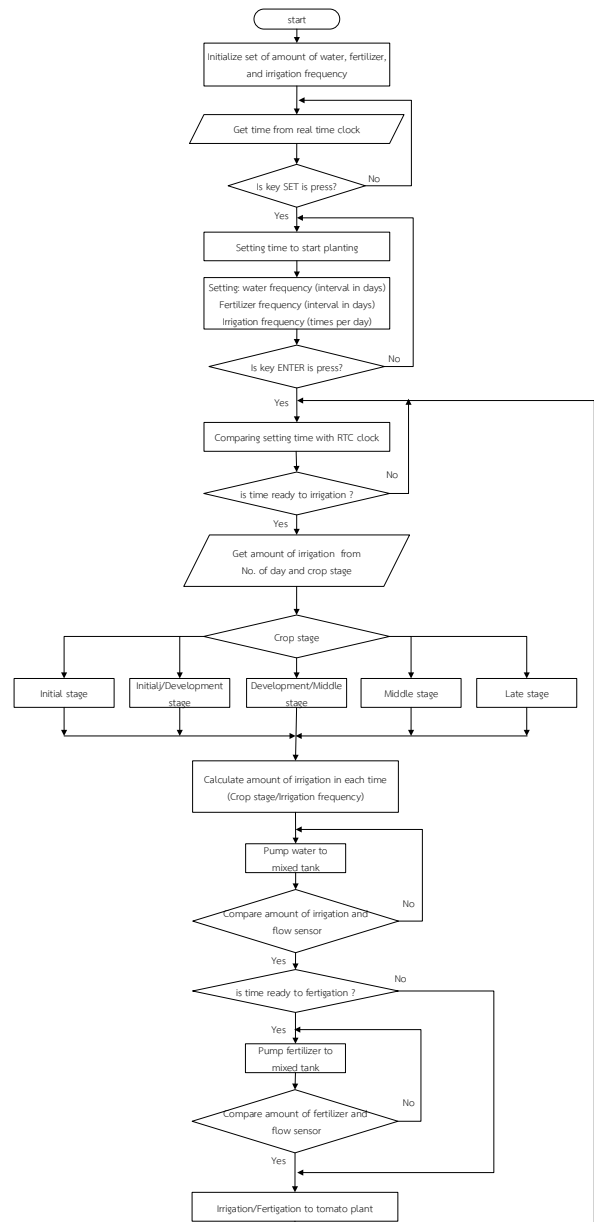 start
Initialize set of amount of water, fertilizer,
and irrigation frequency
Get time from real time clock
Is key SET is press?
No
Yes
Setting time to start planting
Setting: water frequency (interval in days)
Fertilizer frequency (interval in days)
Irrigation frequency (times per day)
Is key ENTER is press?
No
Yes
Comparing setting time with RTC clock
No
is time ready to irrigation ?
Yes
Get amount of irrigation from
No. of day and crop stage
Crop stage
Initial stage
Initialj/Development
stage
Development/Middle
stage
Middle stage
Late stage
Calculate amount of irrigation in each time
(Crop stage/Irrigation frequency)
Pump water to
mixed tank
No
Compare amount of irrigation and
flow sensor
Yes
No
is time ready to fertigation ?
Yes
Pump fertilizer to
mixed tank
No
Compare amount of fertilizer and
flow sensor
Yes
Irrigation/Fertigation to tomato plant